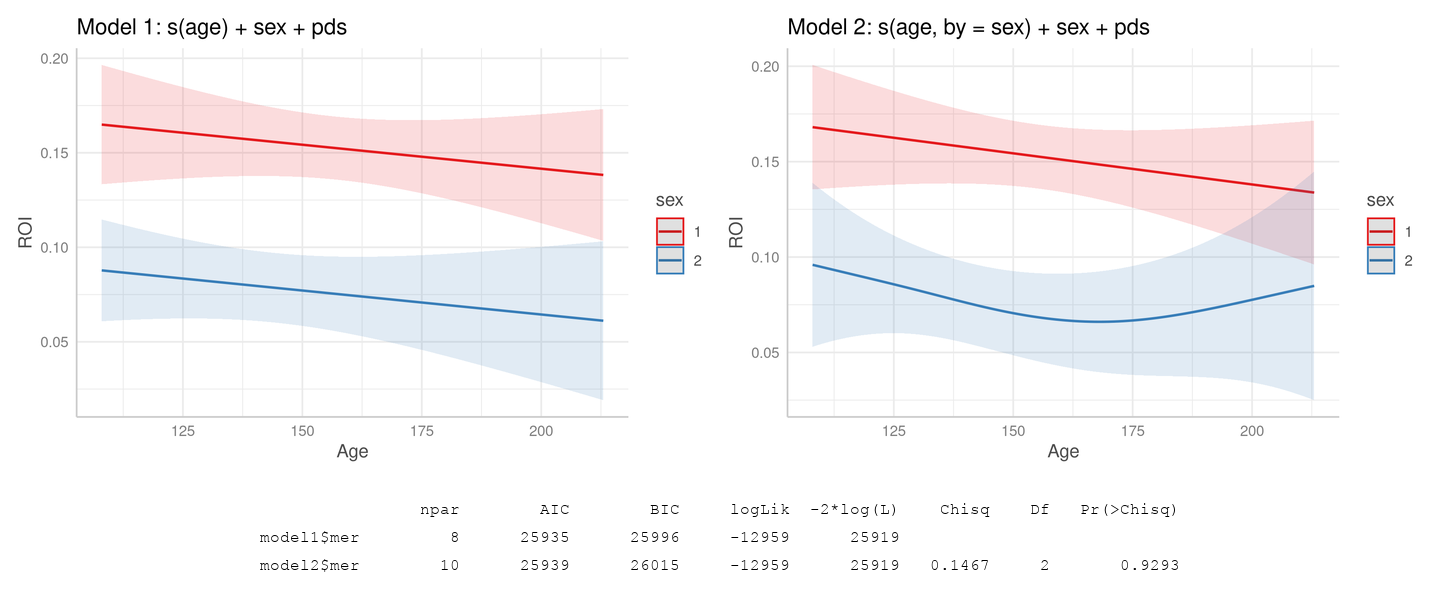 Model 1: s(age) + sex + pds
0.20
0.15
0.10
0.05
ROI
125 150 175 200
Age
sex
1
2
Model 2: s(age, by = sex) + sex + pds
0.20
0.15
0.10
0.05
ROI
125 150 175 200
Age
sex
1
2
npar AIC BIC logLik -2*log(L) Chisq Df Pr(>Chisq)
model1$mer 8 25935 25996 -12959 25919
model2$mer 10 25939 26015 -12959 25919 0.1467 2 0.9293